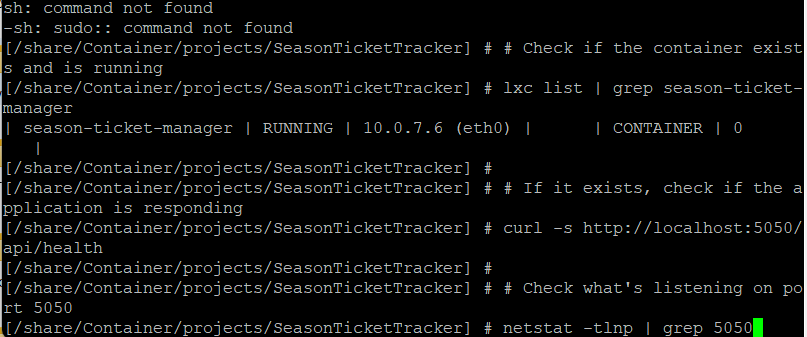 sh: command not found
-sh: sudo:: command not found
[/share/Container/projects/SeasonTicketTracker] # # Check if the container exist
s and is running
[/share/Container/projects/SeasonTicketTracker] # lxc list | grep season-ticket-
manager
| season-ticket-manager | RUNNING | 10.0.7.6 (eth0) |      | CONTAINER | 0
   |
[/share/Container/projects/SeasonTicketTracker] #
[/share/Container/projects/SeasonTicketTracker] # # If it exists, check if the a
pplication is responding
[/share/Container/projects/SeasonTicketTracker] # curl -s http://localhost:5050/
api/health
[/share/Container/projects/SeasonTicketTracker] #
[/share/Container/projects/SeasonTicketTracker] # # Check what's listening on po
rt 5050
[/share/Container/projects/SeasonTicketTracker] # netstat -tlnp | grep 5050